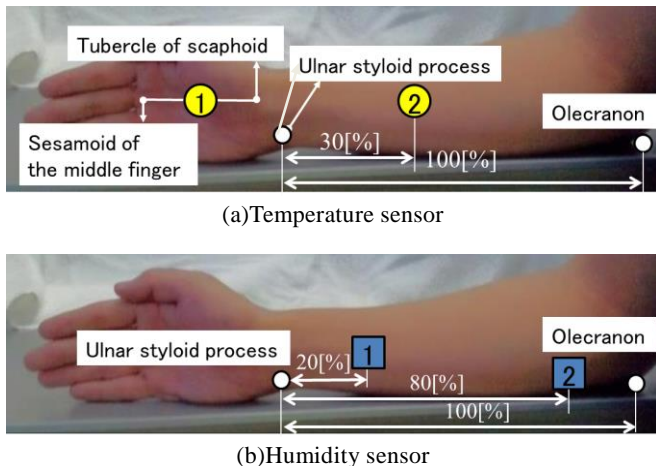 Tubercle of scaphoid
1
Ulnar styloid process
2
Olecranon
Sesamoid of
the middle finger
30[%]
100[%]
(a)Temperature sensor
Ulnar styloid process
1
Olecranon
20[%]
2
80[%]
100[%]
(b)Humidity sensor